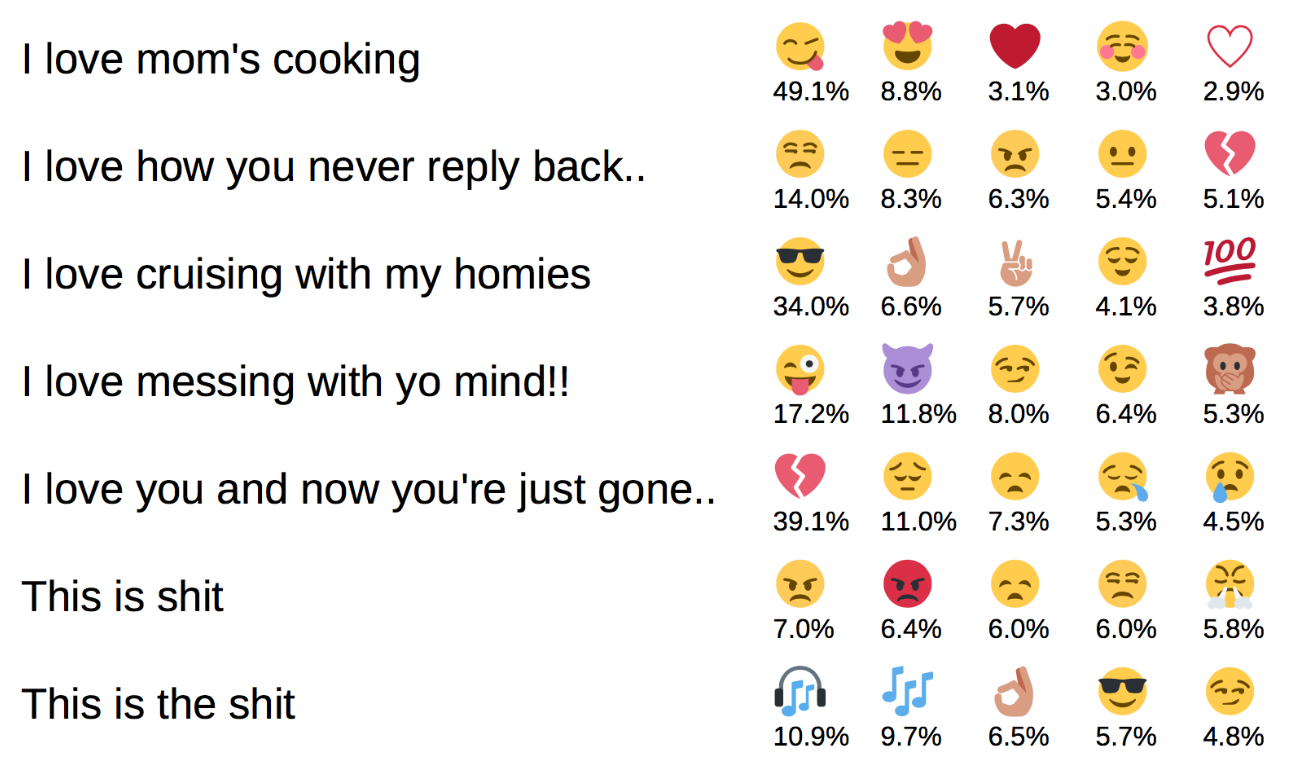 I love mom's cooking
49.1% 8.8% 3.1% 3.0% 2.9%
I love how you never reply back..
14.0% 8.3% 6.3% 5.4% 5.1%
I love cruising with my homies
100
34.0% 6.6% 5.7% 4.1% 3.8%
I love messing with yo mind!!
17.2% 11.8% 8.0% 6.4% 5.3%
I love you and now you're just gone..
39.1% 11.0% 7.3% 5.3% 4.5%
This is shit
7.0% 6.4% 6.0% 6.0% 5.8%
This is the shit
10.9% 9.7% 6.5% 5.7% 4.8%